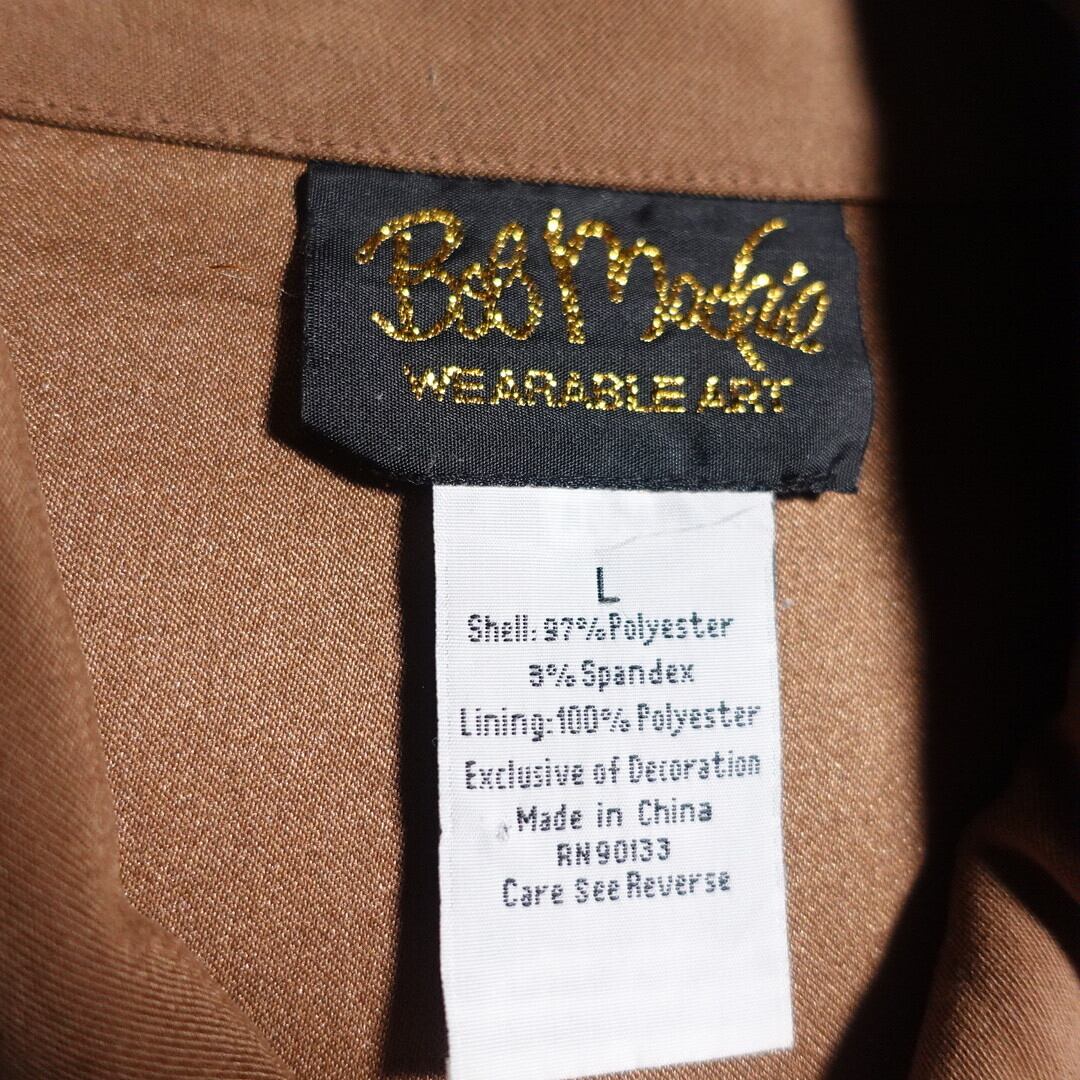 Bob Mackie
WEARABLE ART
L
Shell: 97% Polyester
3% Spandex
Lining: 100% Polyester
Exclusive of Decoration
Made in China
RN 90133
Care See Reverse